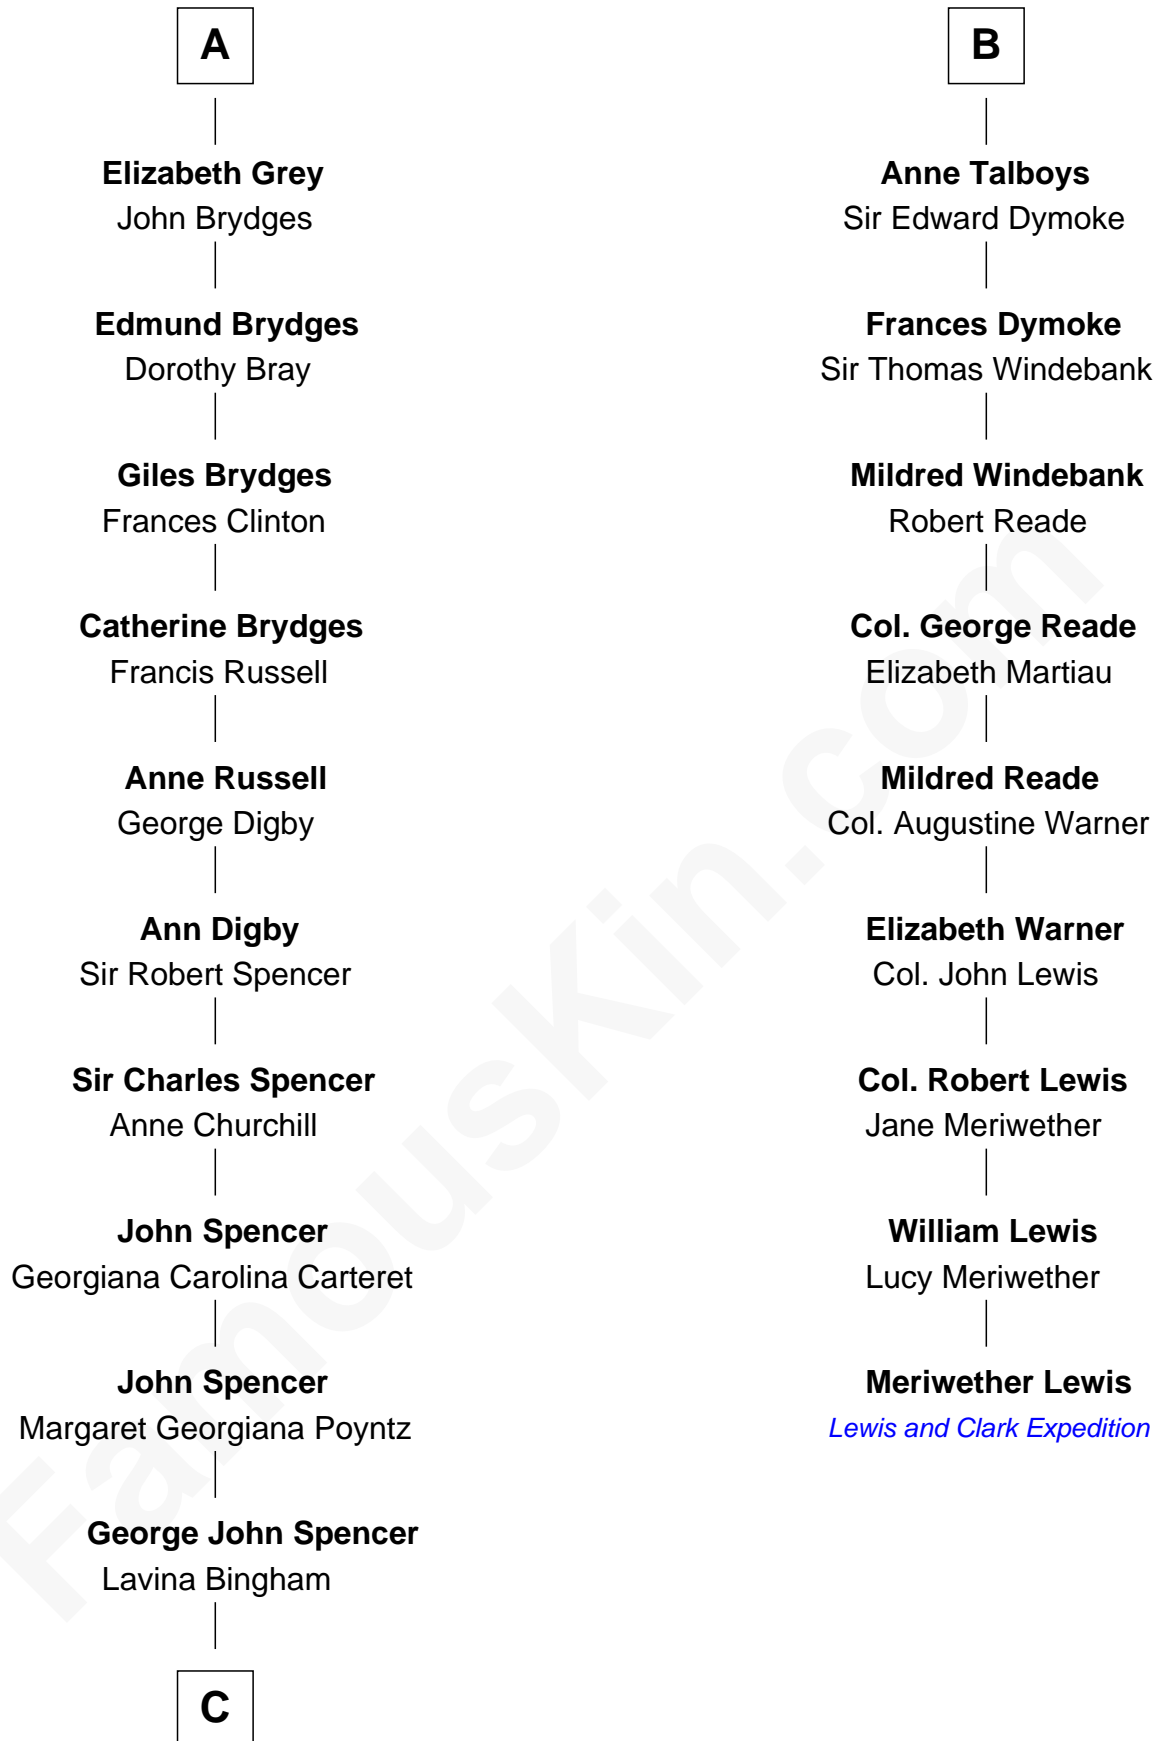 A
Elizabeth Grey
John Brydges
Edmund Brydges
Dorothy Bray
Giles Brydges
Frances Clinton
Catherine Brydges
Francis Russell
Anne Russell
George Digby
Ann Digby
Sir Robert Spencer
Sir Charles Spencer
Anne Churchill
John Spencer
Georgiana Carolina Carteret
John Spencer
Margaret Georgiana Poyntz
George John Spencer
Lavina Bingham
C
B
Anne Talboys
Sir Edward Dymoke
Frances Dymoke
Sir Thomas Windebank
Mildred Windebank
Robert Reade
Col. George Reade
Elizabeth Martiau
Mildred Reade
Col. Augustine Warner
Elizabeth Warner
Col. John Lewis
Col. Robert Lewis
Jane Meriwether
William Lewis
Lucy Meriwether
Meriwether Lewis
Lewis and Clark Expedition
FamousKin.com